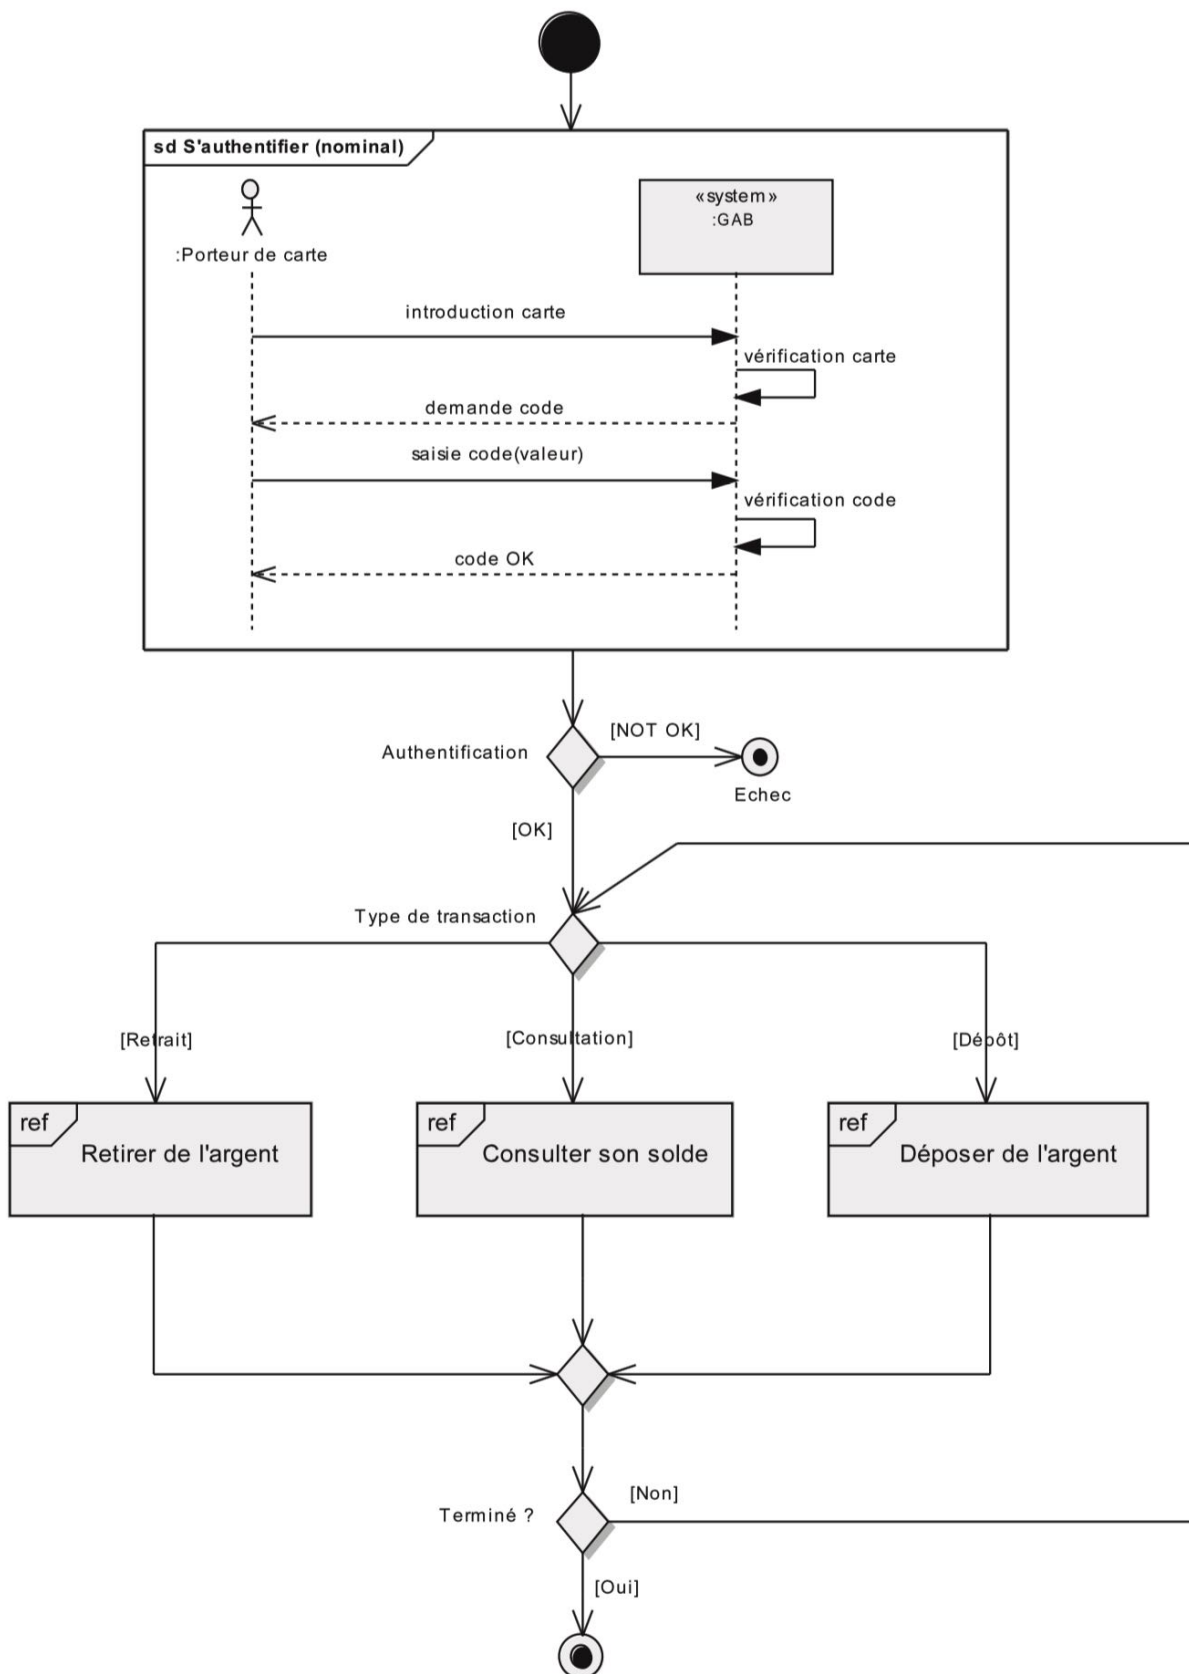 sd S'authentifier (nominal)
«system»
:GAB
:Porteur de carte
introduction carte
vérification carte
demande code
saisie code(valeur)
vérification code
code OK
[NOT OK]
Authentification
Echec
[OK]
Type de transaction
[Retrait]
[Consultation]
[Dépôt]
ref
Retirer de l'argent
ref
Consulter son solde
ref
Déposer de l'argent
[Non]
Terminé ?
[Oui]